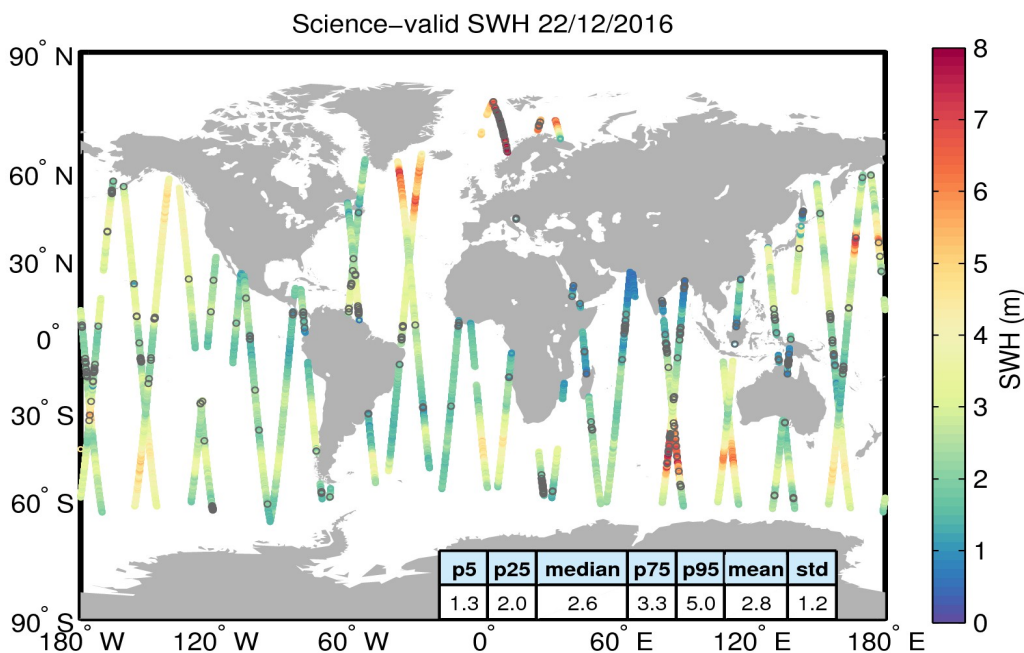 Science−valid SWH 22/12/2016
90° N
60° N
30° N
0°
30° S
60° S
90° S
180° W
120° W
60° W
0°
60° E
120° E
180° E
p5 p25 median p75 p95 mean std
1.3 2.0 2.6 3.3 5.0 2.8 1.2
8
7
6
5
4
3
2
1
0
SWH (m)